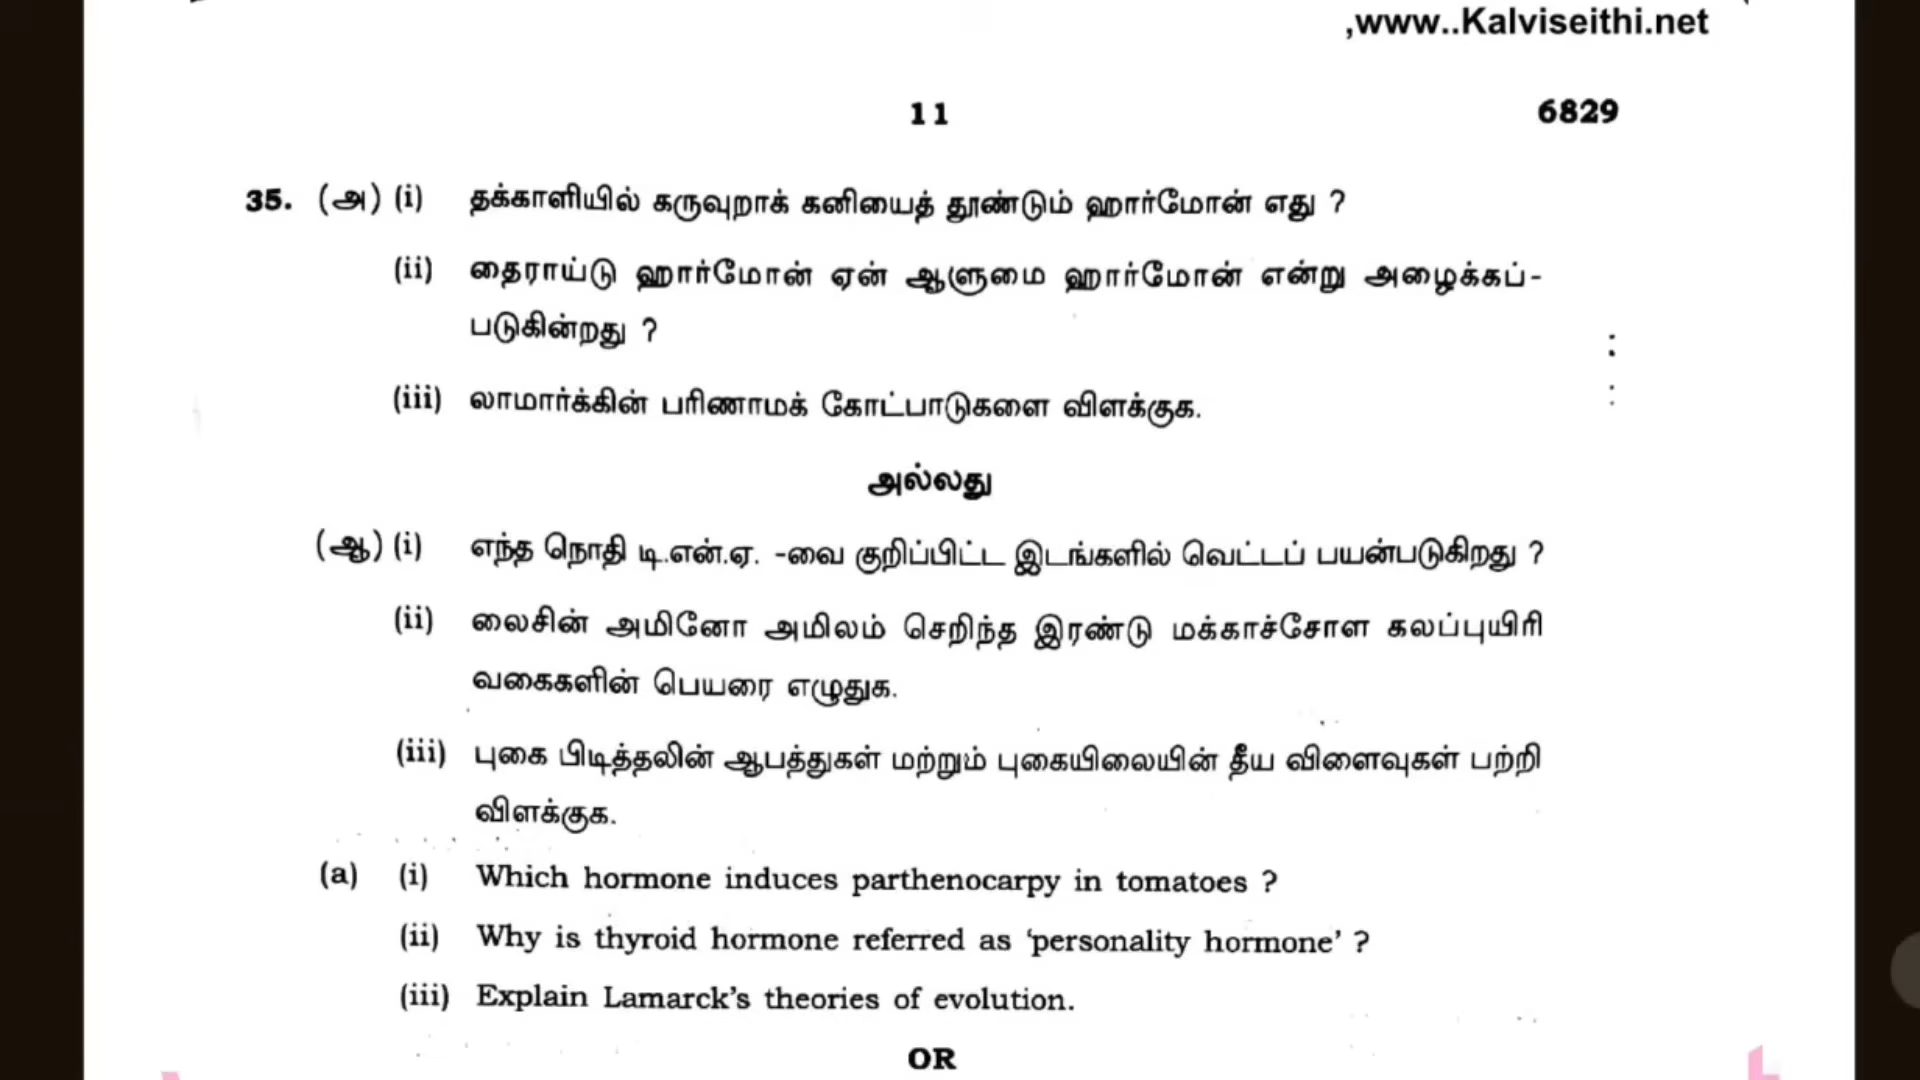 ,www..Kalviseithi.net
11 6829
35. (அ) (i) தக்காளியில் கருவுறாக் கனியைத் தூண்டும் ஹார்மோன் எது ?
(ii) தைராய்டு ஹார்மோன் ஏன் ஆளுமை ஹார்மோன் என்று அழைக்கப்-
படுகின்றது ?
(iii) லாமார்க்கின் பரிணாமக் கோட்பாடுகளை விளக்குக.
அல்லது
(ஆ) (i) எந்த நொதி டி.என்.ஏ. -வை குறிப்பிட்ட இடங்களில் வெட்டப் பயன்படுகிறது ?
(ii) லைசின் அமினோ அமிலம் செறிந்த இரண்டு மக்காச்சோள கலப்புயிரி
வகைகளின் பெயரை எழுதுக.
(iii) புகை பிடித்தலின் ஆபத்துகள் மற்றும் புகையிலையின் தீய விளைவுகள் பற்றி
விளக்குக.
(a) (i) Which hormone induces parthenocarpy in tomatoes ?
(ii) Why is thyroid hormone referred as ‘personality hormone’ ?
(iii) Explain Lamarck’s theories of evolution.
OR